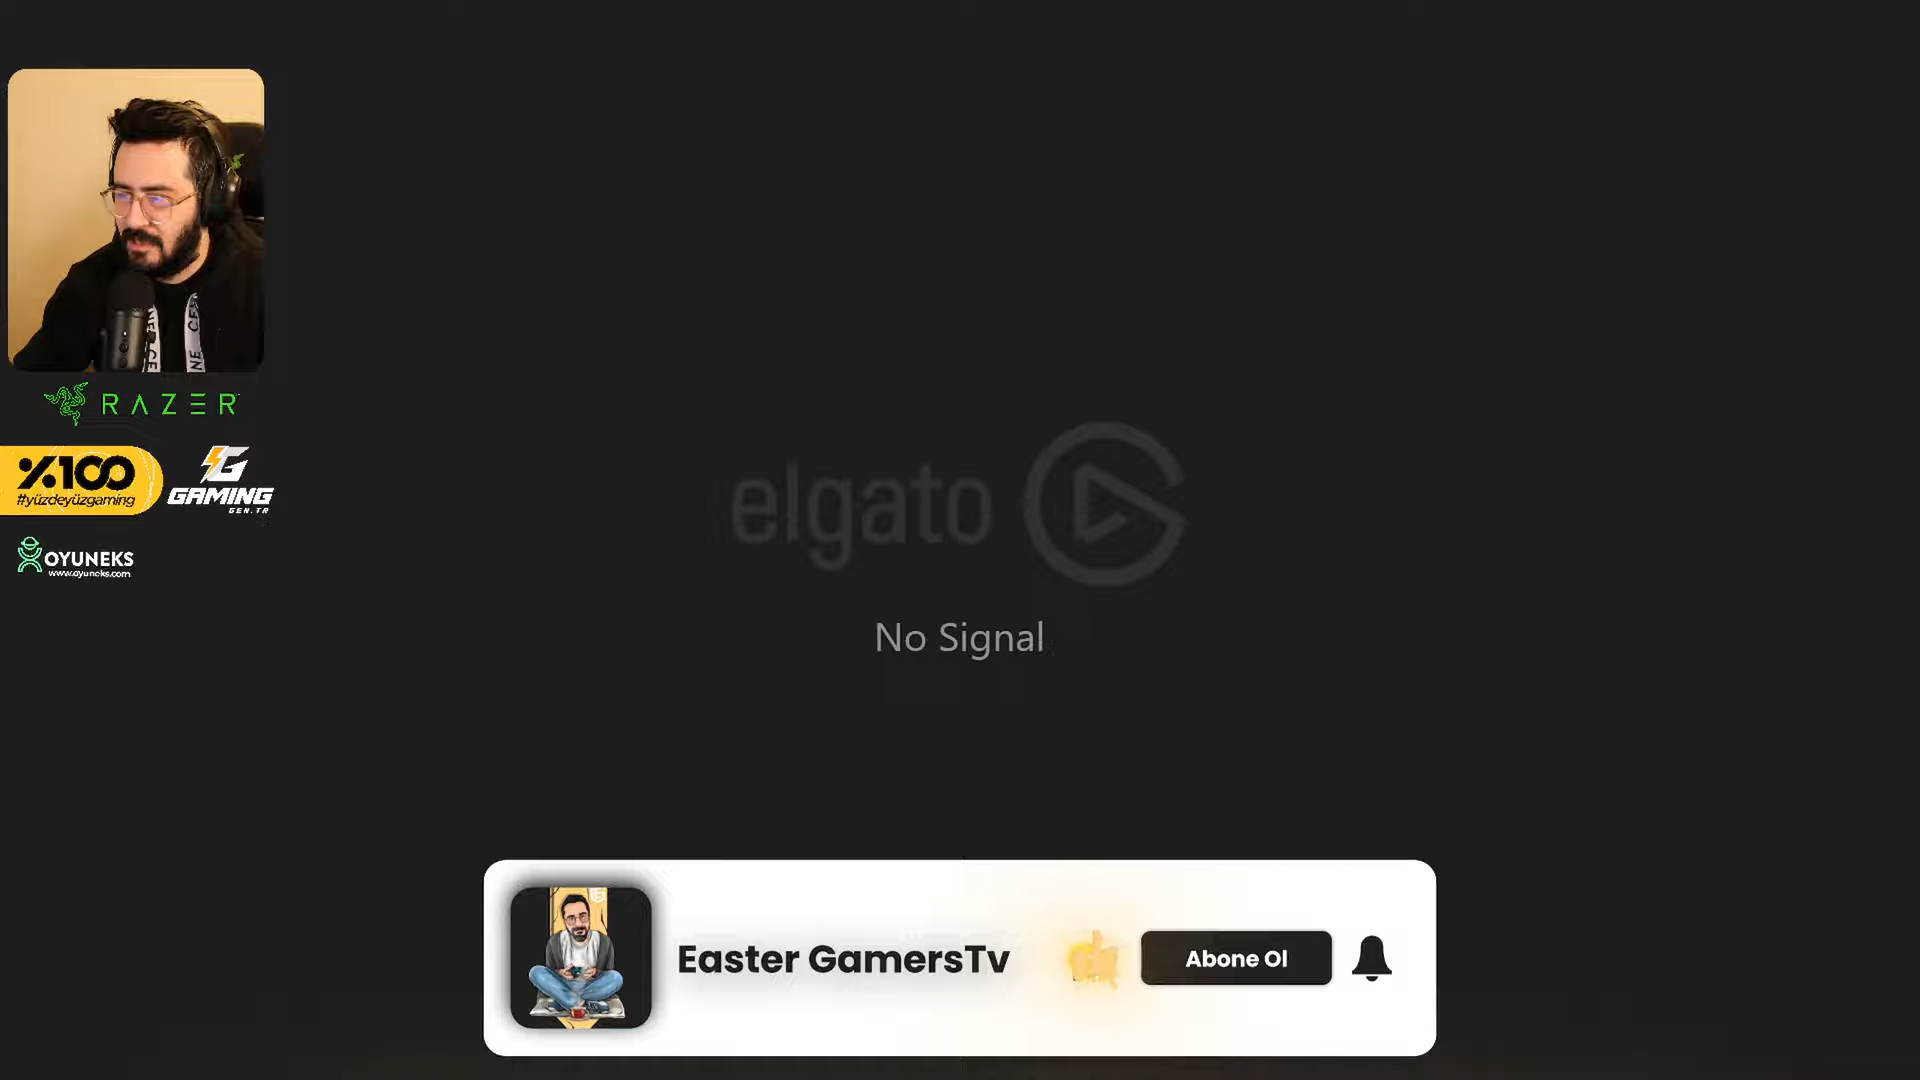 RAZER
%100
#yüzdeyüzgaming
GAMING
GEN.TR
OYUNEKS
www.oyuneks.com
elgato
No Signal
Easter GamersTv
Abone Ol